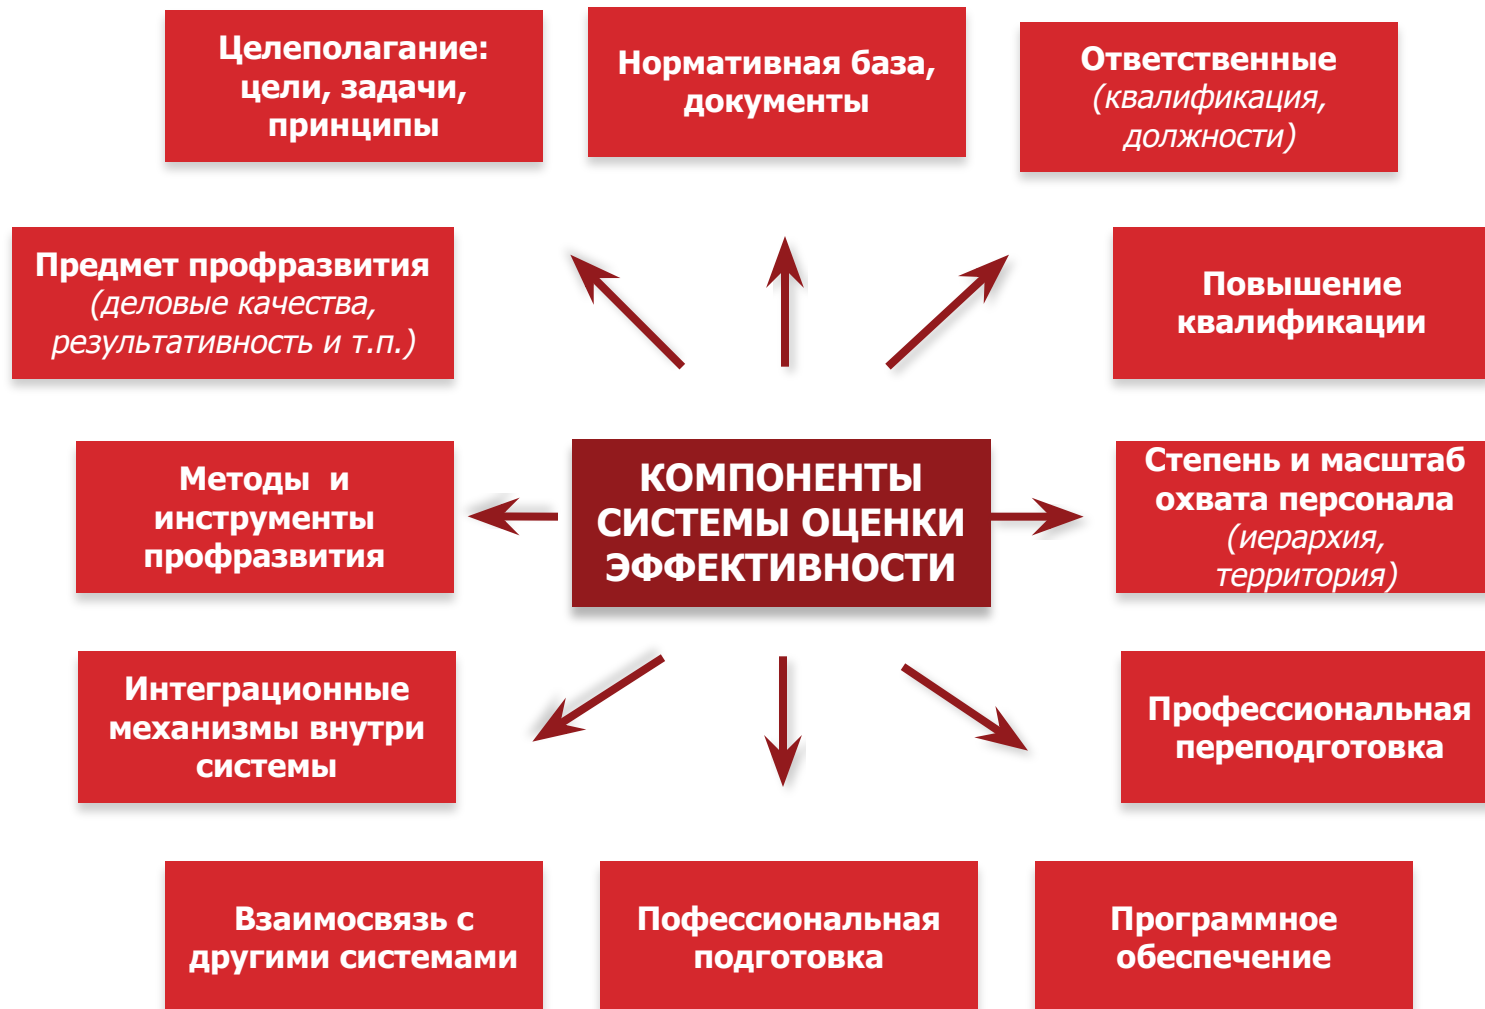 Целеполагание:
цели, задачи,
принципы
Нормативная база,
документы
Ответственные
(квалификация,
должности)
Предмет профразвития
(деловые качества,
результативность и т.п.)
Повышение
квалификации
Методы и
инструменты
профразвития
КОМПОНЕНТЫ
СИСТЕМЫ ОЦЕНКИ
ЭФФЕКТИВНОСТИ
Степень и масштаб
охвата персонала
(иерархия,
территория)
Интеграционные
механизмы внутри
системы
Профессиональная
переподготовка
Взаимосвязь с
другими системами
Пофессиональная
подготовка
Программное
обеспечение